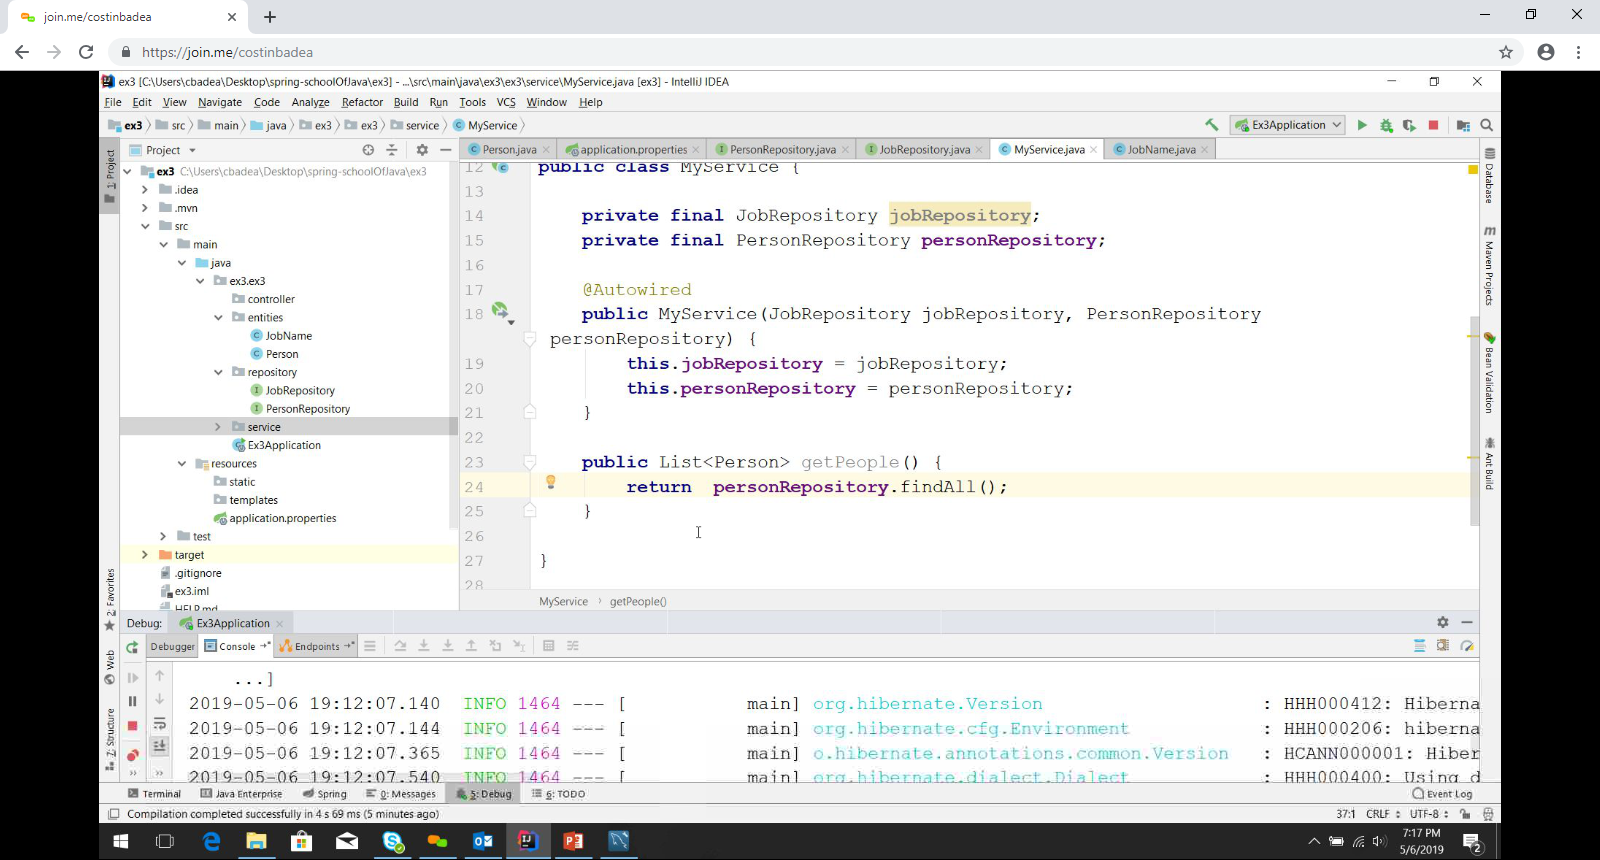 join.me/costinbadea
https://join.me/costinbadea
ex3 [C:\Users\cbadea\Desktop\spring-schoolOfJava\ex3] - ...\src\main\java\ex3\ex3\service\MyService.java [ex3] - IntelliJ IDEA
File Edit View Navigate Code Analyze Refactor Build Run Tools VCS Window Help
ex3 src main java ex3 ex3 service MyService Ex3Application
Project
Person.java application.properties PersonRepository.java JobRepository.java MyService.java JobName.java
1: Project
ex3 C:\Users\cbadea\Desktop\spring-schoolOfJava\ex3
.idea
.mvn
src
main
java
ex3.ex3
controller
entities
JobName
Person
repository
JobRepository
PersonRepository
service
Ex3Application
resources
static
templates
application.properties
test
target
.gitignore
ex3.iml
HELP.md
12 public class MyService {
13
14 private final JobRepository jobRepository;
15 private final PersonRepository personRepository;
16
17 @Autowired
18 public MyService(JobRepository jobRepository, PersonRepository
personRepository) {
19 this.jobRepository = jobRepository;
20 this.personRepository = personRepository;
21 }
22
23 public List<Person> getPeople() {
24 return personRepository.findAll();
25 }
26
27 }
28
MyService getPeople()
Database
Maven Projects
Bean Validation
Ant Build
2: Favorites
Web
Z: Structure
Debug: Ex3Application
Debugger Console Endpoints
...]
2019-05-06 19:12:07.140 INFO 1464 --- [ main] org.hibernate.Version : HHH000412: Hiberna
2019-05-06 19:12:07.144 INFO 1464 --- [ main] org.hibernate.cfg.Environment : HHH000206: hiberna
2019-05-06 19:12:07.365 INFO 1464 --- [ main] o.hibernate.annotations.common.Version : HCANN000001: Hiber
2019-05-06 19:12:07.540 INFO 1464 --- [ main] org.hibernate.dialect.Dialect : HHH000400: Using d
Terminal Java Enterprise Spring 0: Messages 5: Debug 6: TODO Event Log
Compilation completed successfully in 4 s 69 ms (5 minutes ago) 37:1 CRLF UTF-8
7:17 PM
5/6/2019
2